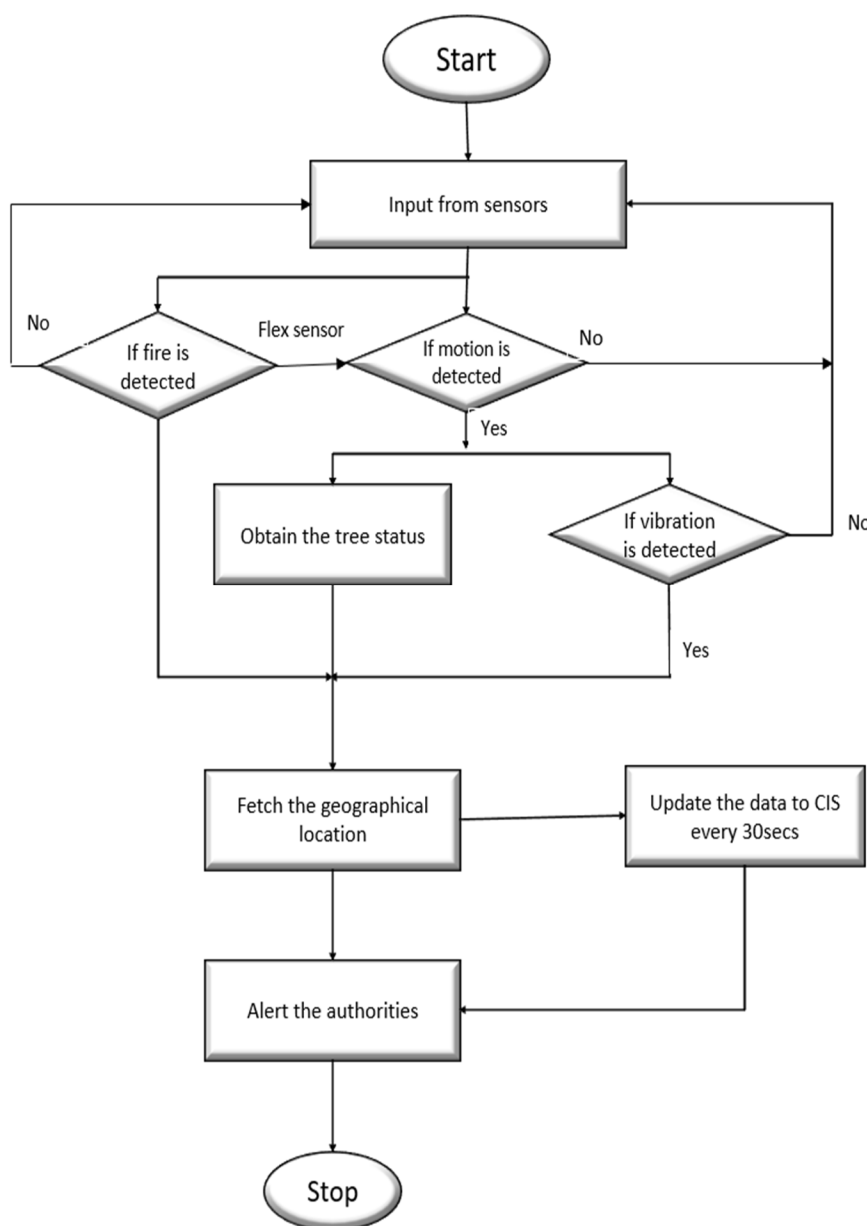 Start
Input from sensors
No
If fire is
detected
Flex sensor
If motion is
detected
No
Yes
Obtain the tree status
If vibration
is detected
No
Yes
Fetch the geographical
location
Update the data to CIS
every 30secs
Alert the authorities
Stop